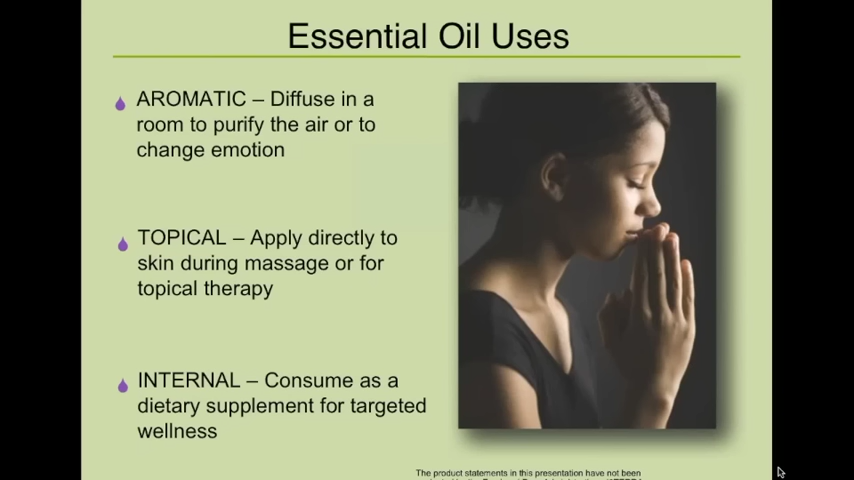 Essential Oil Uses
AROMATIC – Diffuse in a
room to purify the air or to
change emotion
TOPICAL – Apply directly to
skin during massage or for
topical therapy
INTERNAL – Consume as a
dietary supplement for targeted
wellness
The product statements in this presentation have not been